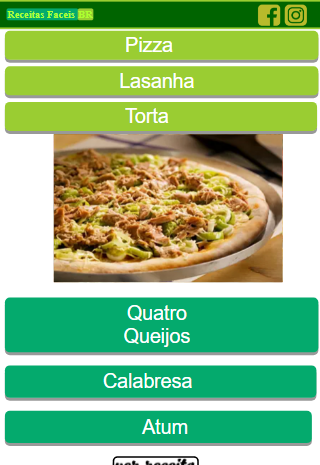 Receitas Faceis BR
Pizza
Lasanha
Torta
Quatro
Queijos
Calabresa
Atum